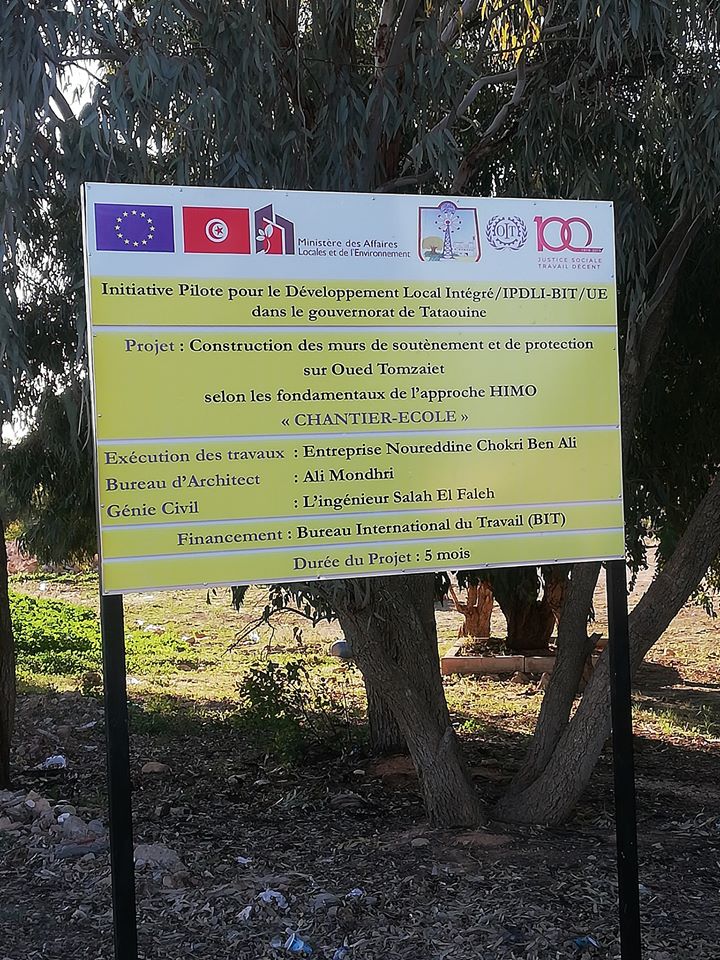 Ministère des Affaires
Locales et de l'Environnement
OIT
100
1919-2019
JUSTICE SOCIALE
TRAVAIL DÉCENT
Initiative Pilote pour le Développement Local Intégré/IPDLI-BIT/UE
dans le gouvernorat de Tataouine
Projet : Construction des murs de soutènement et de protection
sur Oued Tomzaiet
selon les fondamentaux de l'approche HIMO
« CHANTIER-ECOLE »
Exécution des travaux : Entreprise Noureddine Chokri Ben Ali
Bureau d'Architect : Ali Mondhri
Génie Civil : L'ingénieur Salah El Faleh
Financement : Bureau International du Travail (BIT)
Durée du Projet : 5 mois